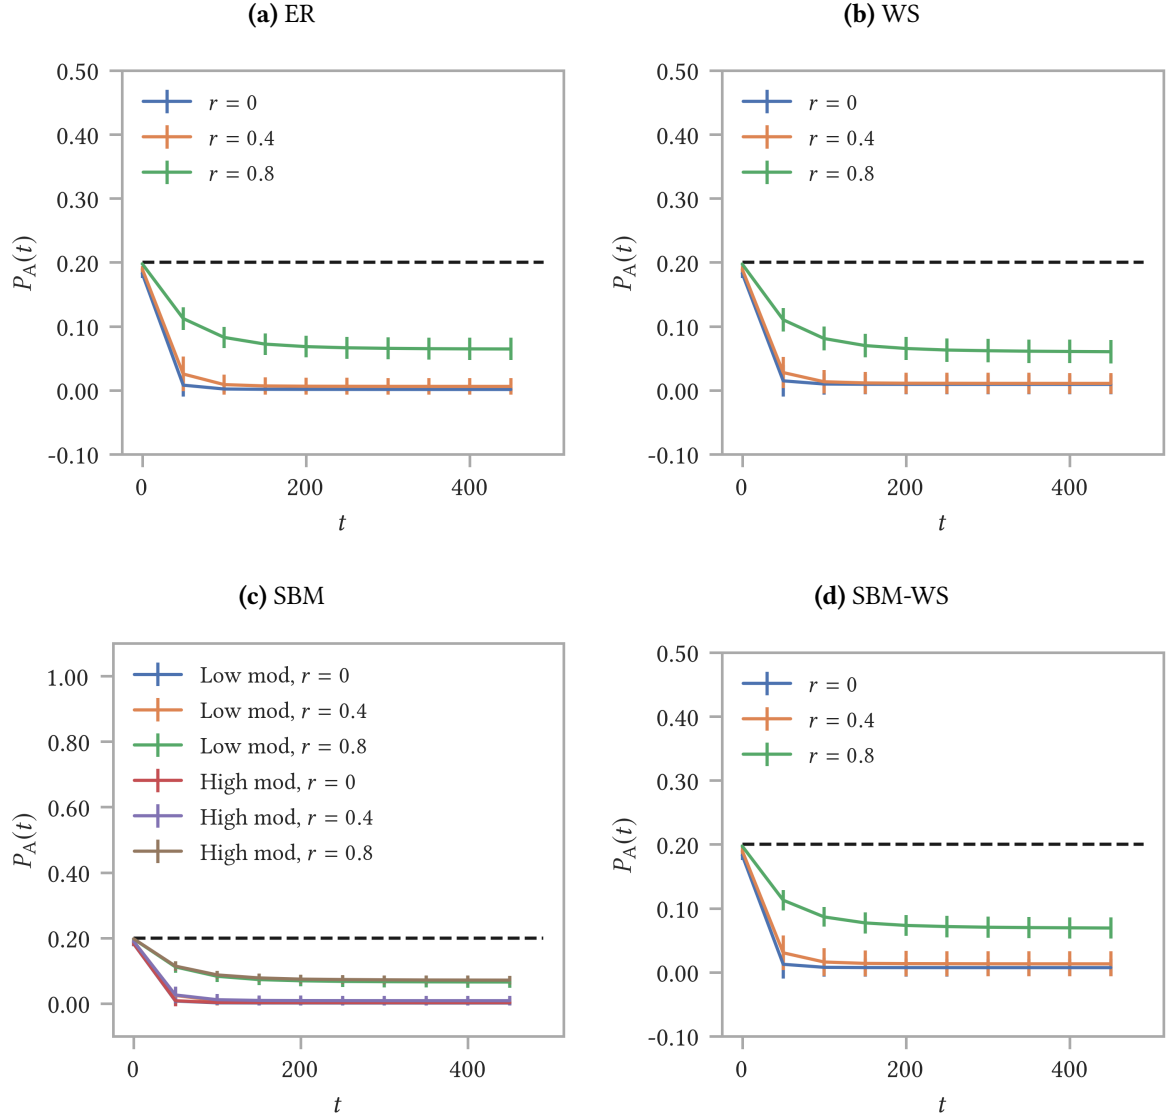 (a) ER
0.50
0.40
0.30
0.20
0.10
0.00
-0.10
P_A(t)
r = 0
r = 0.4
r = 0.8
0 200 400
t
(b) WS
0.50
0.40
0.30
0.20
0.10
0.00
-0.10
P_A(t)
r = 0
r = 0.4
r = 0.8
0 200 400
t
(c) SBM
1.00
0.80
0.60
0.40
0.20
0.00
P_A(t)
Low mod, r = 0
Low mod, r = 0.4
Low mod, r = 0.8
High mod, r = 0
High mod, r = 0.4
High mod, r = 0.8
0 200 400
t
(d) SBM-WS
0.50
0.40
0.30
0.20
0.10
0.00
-0.10
P_A(t)
r = 0
r = 0.4
r = 0.8
0 200 400
t